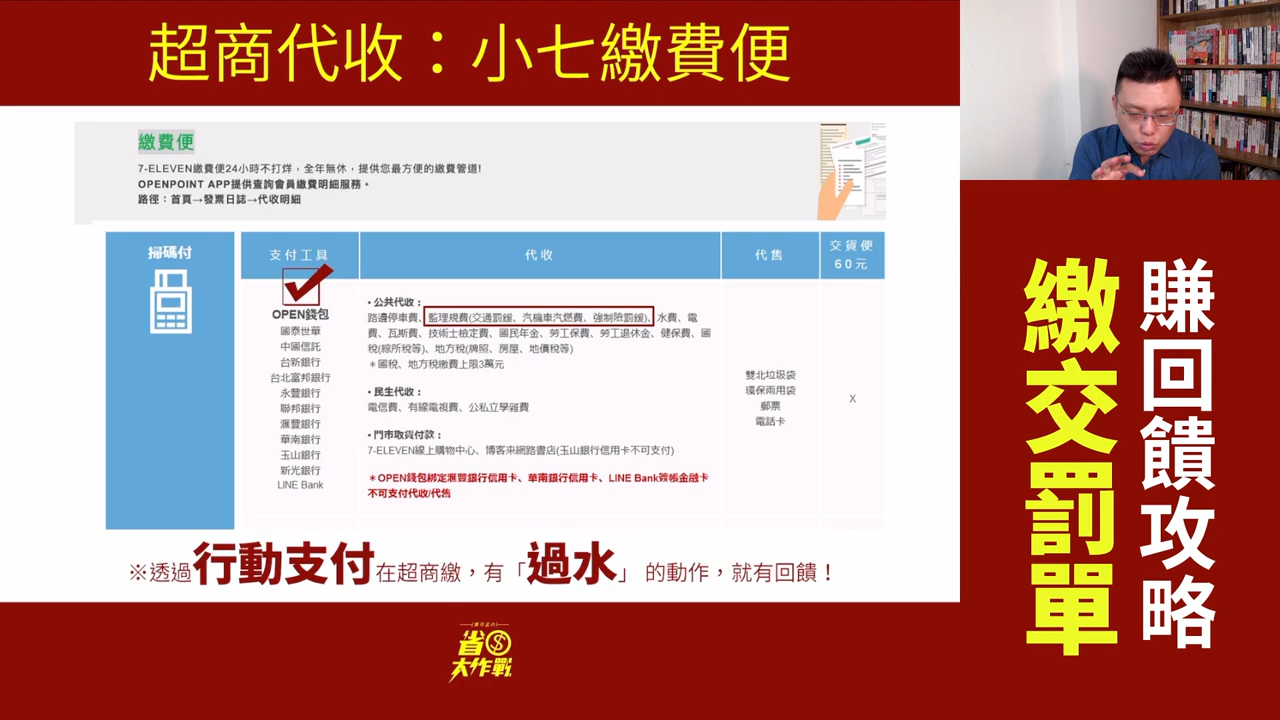 超商代收：小七繳費便
繳費便
7-ELEVEN繳費便24小時不打烊，全年無休，提供您最方便的繳費管道!
OPENPOINT APP提供查詢會員繳費明細服務。
路徑：首頁→發票日誌→代收明細
掃碼付
支付工具
代收
代售
交貨便
60元
OPEN錢包
國泰世華
中國信託
台新銀行
台北富邦銀行
永豐銀行
聯邦銀行
滙豐銀行
華南銀行
玉山銀行
新光銀行
LINE Bank
• 公共代收：
路邊停車費、監理規費(交通罰鍰、汽機車汽燃費、強制險罰鍰)、水費、電
費、瓦斯費、技術士檢定費、國民年金、勞工保費、勞工退休金、健保費、國
稅(綜所稅等)、地方稅(牌照、房屋、地價稅等)
＊國稅、地方稅繳費上限3萬元
• 民生代收：
電信費、有線電視費、公私立學雜費
• 門市取貨付款：
7-ELEVEN線上購物中心、博客來網路書店(玉山銀行信用卡不可支付)
＊OPEN錢包綁定滙豐銀行信用卡、華南銀行信用卡、LINE Bank簽帳金融卡
不可支付代收/代售
雙北垃圾袋
環保兩用袋
郵票
電話卡
X
※透過行動支付在超商繳，有「過水」的動作，就有回饋！
省$
大作戰
賺回饋攻略
繳交罰單